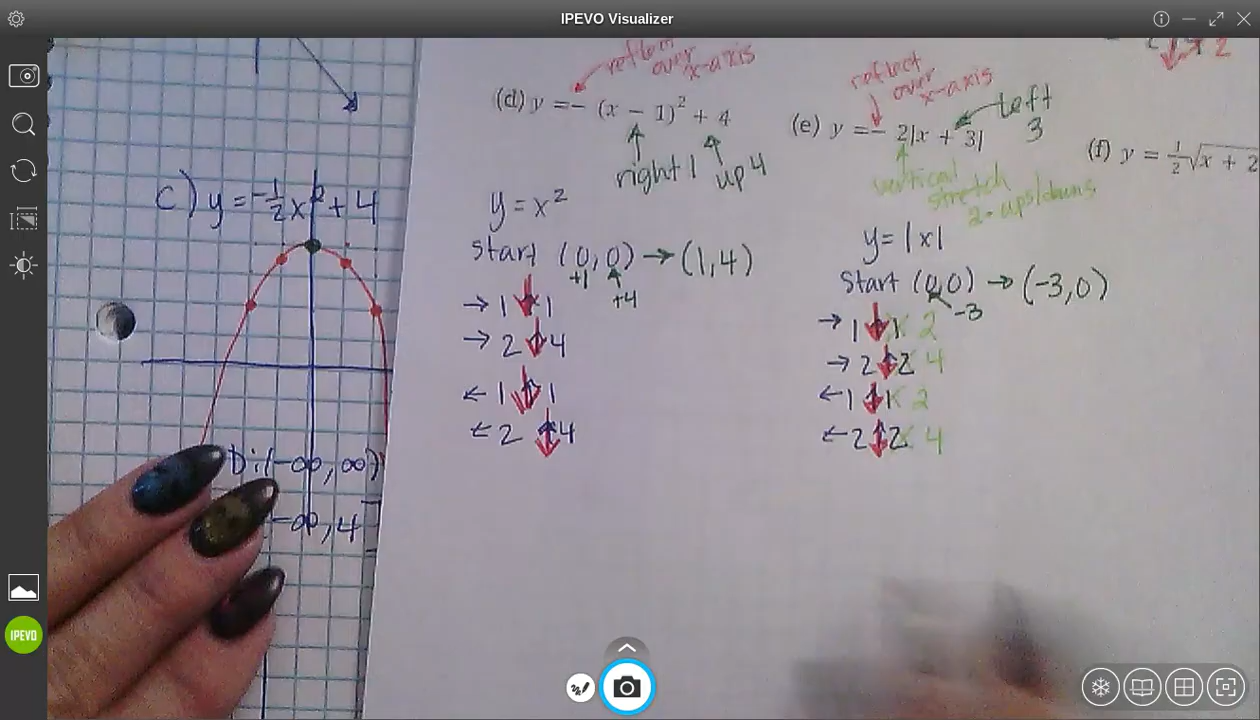 IPEVO Visualizer
C) y = -1/2 x² + 4
D: (-∞, ∞)
-∞, 4]
reflect
over
x-axis
(d) y = - (x - 1)² + 4
right 1
up 4
y = x²
start (0, 0) → (1, 4)
+1
+4
→ 1 ↓ 1
→ 2 ↓ 4
← 1 ↓ 1
← 2 ↓ 4
reflect
over
x-axis
left
3
(e) y = - 2|x + 3|
vertical
stretch
2 · ups/downs
y = |x|
Start (0,0) → (-3,0)
-3
→ 1 ↓ 1 2
→ 2 ↓ 2 4
← 1 ↓ 1 2
← 2 ↓ 2 4
2
(f) y = 1/2 √x + 2
IPEVO